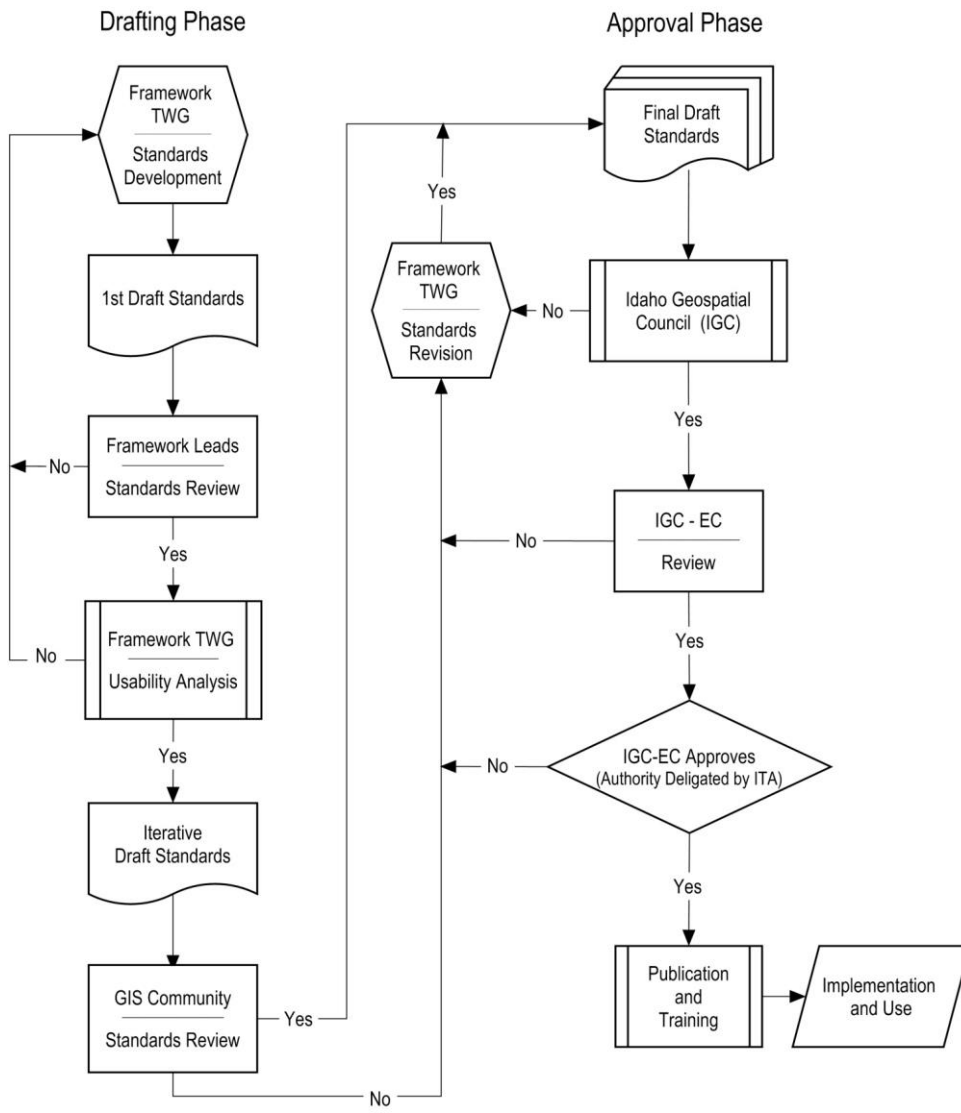 Drafting Phase
Framework
TWG
Standards
Development
1st Draft Standards
Framework Leads
Standards Review
No
Yes
Framework TWG
Usability Analysis
No
Yes
Iterative
Draft Standards
GIS Community
Standards Review
Yes
No
Approval Phase
Final Draft
Standards
Yes
Framework
TWG
Standards
Revision
No
Idaho Geospatial
Council (IGC)
Yes
IGC - EC
Review
No
Yes
IGC-EC Approves
(Authority Deligated by ITA)
No
Yes
Publication
and
Training
Implementation
and Use